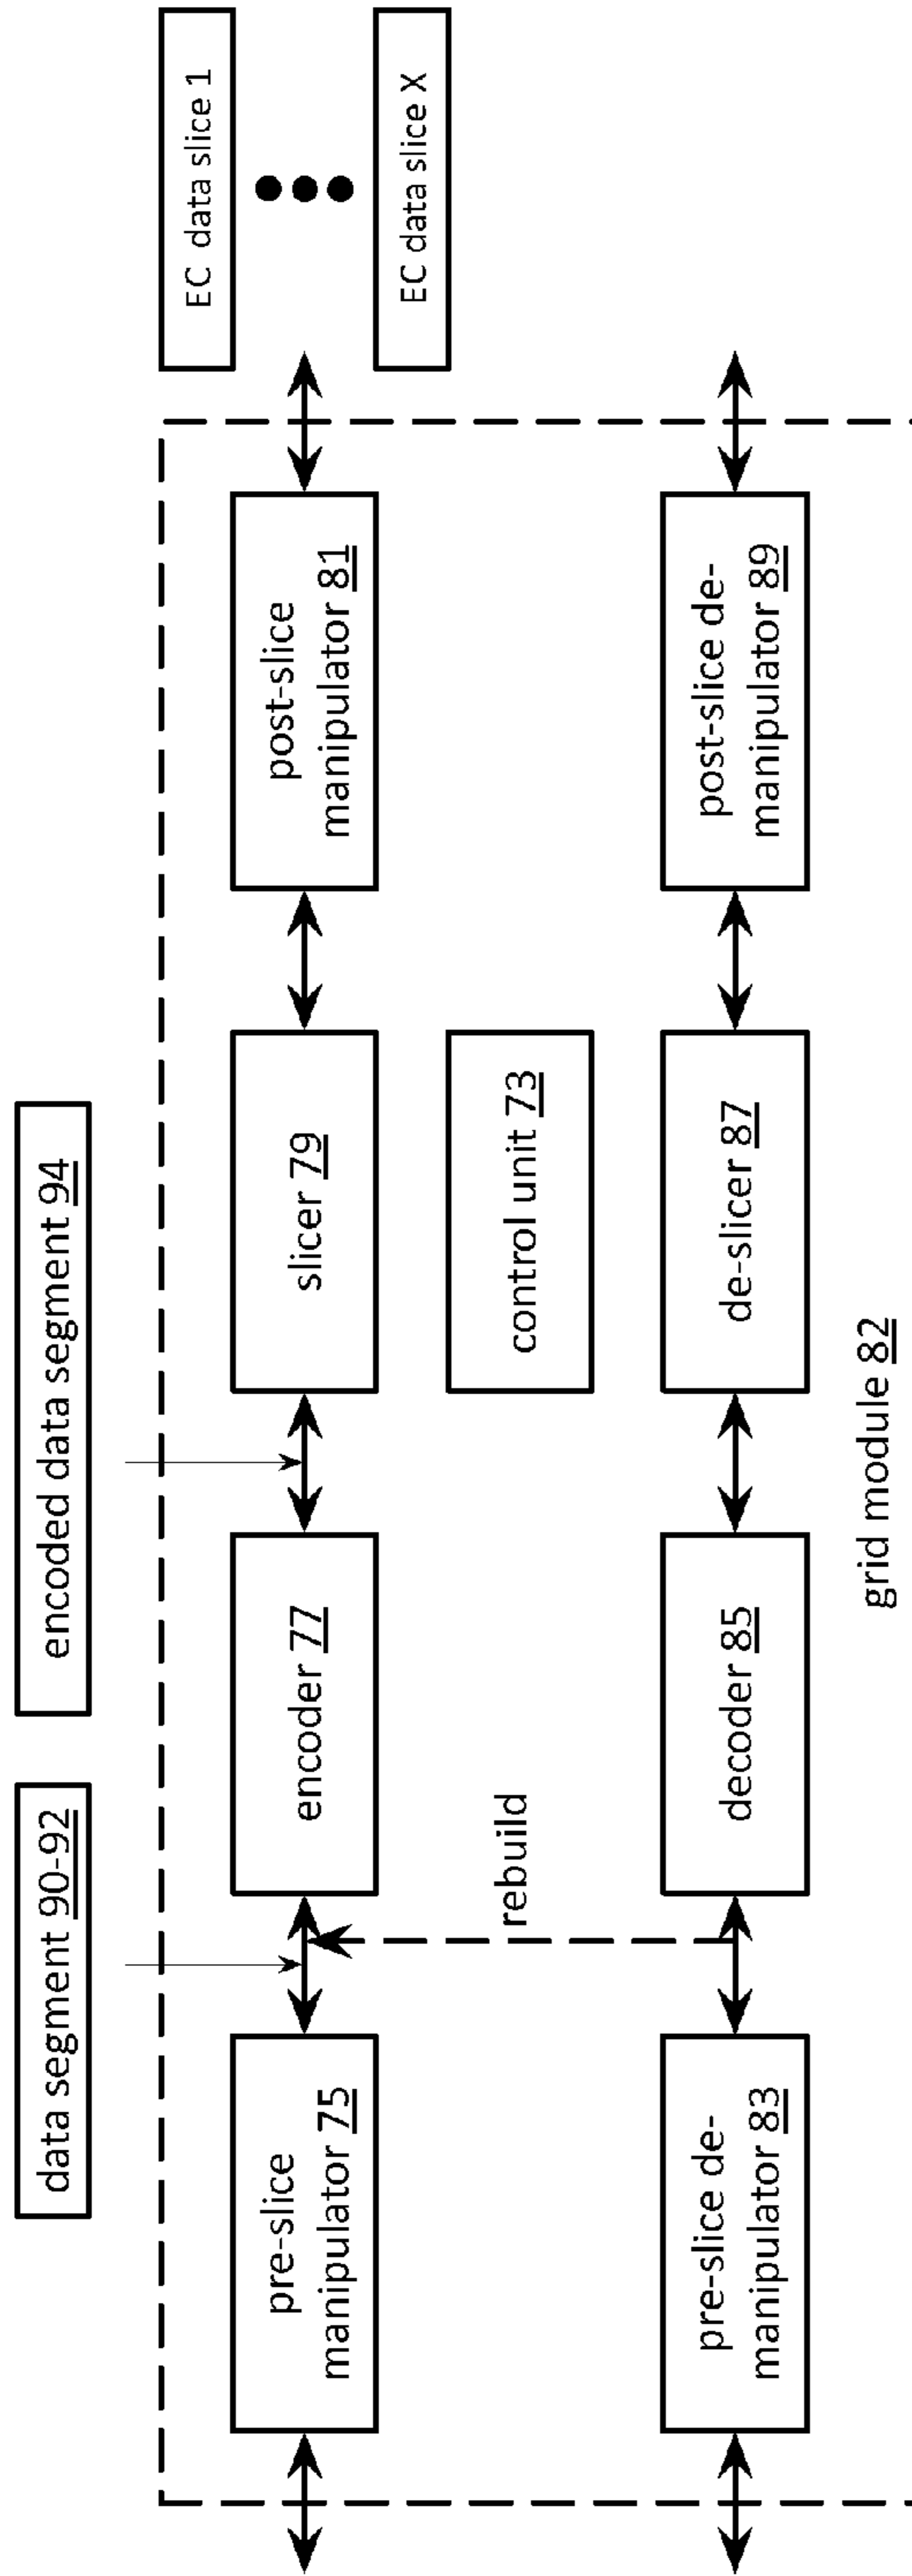 data segment 90-92
encoded data segment 94
EC data slice 1
EC data slice X
pre-slice
manipulator 75
encoder 77
slicer 79
post-slice
manipulator 81
rebuild
control unit 73
pre-slice de-
manipulator 83
decoder 85
de-slicer 87
post-slice de-
manipulator 89
grid module 82